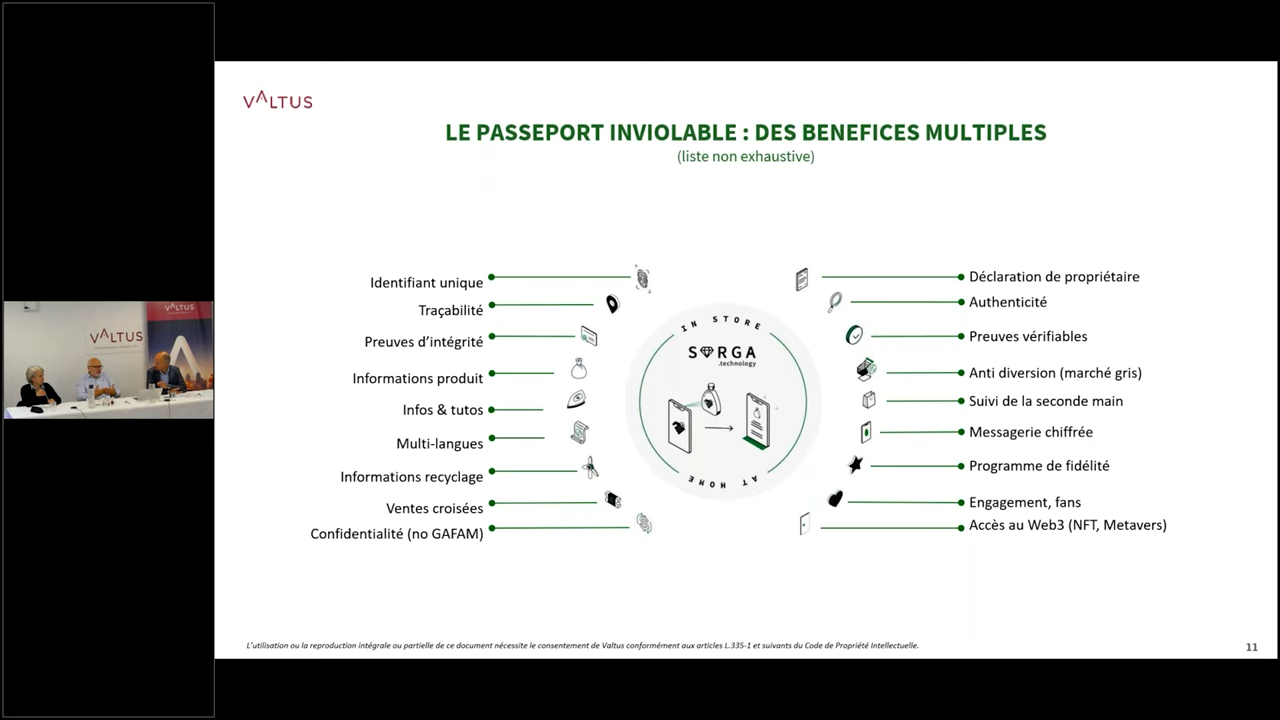 VALTUS
LE PASSEPORT INVIOLABLE : DES BENEFICES MULTIPLES
(liste non exhaustive)
Identifiant unique
Traçabilité
Preuves d'intégrité
Informations produit
Infos & tutos
Multi-langues
Informations recyclage
Ventes croisées
Confidentialité (no GAFAM)
IN STORE
SORGA
.technology
AT HOME
Déclaration de propriétaire
Authenticité
Preuves vérifiables
Anti diversion (marché gris)
Suivi de la seconde main
Messagerie chiffrée
Programme de fidélité
Engagement, fans
Accès au Web3 (NFT, Metavers)
L'utilisation ou la reproduction intégrale ou partielle de ce document nécessite le consentement de Valtus conformément aux articles L.335-1 et suivants du Code de Propriété Intellectuelle.
11
VALTUS
VALTUS